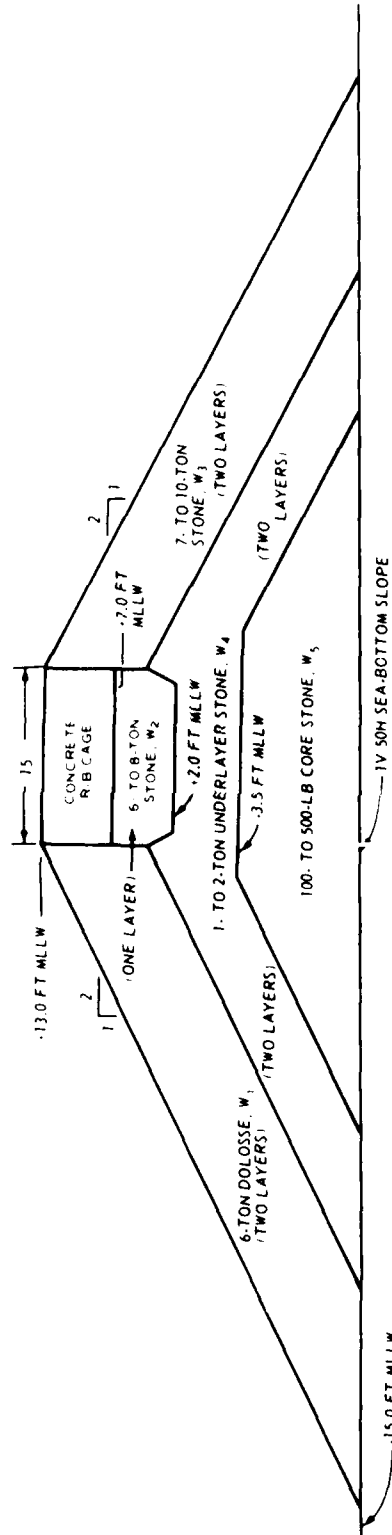 15
-13.0 FT MLLW
CONCRETE
RIB CAGE
+7.0 FT
MLLW
(ONE LAYER)
6- TO 8-TON
STONE, W2
+2.0 FT MLLW
2
1
2
1
6-TON DOLOSSE, W1
(TWO LAYERS)
7- TO 10-TON
STONE, W3
(TWO LAYERS)
1- TO 2-TON UNDERLAYER STONE, W4
(TWO LAYERS)
(TWO
LAYERS)
-3.5 FT MLLW
100- TO 500-LB CORE STONE, W5
-15.0 FT MLLW
1V 50H SEA-BOTTOM SLOPE